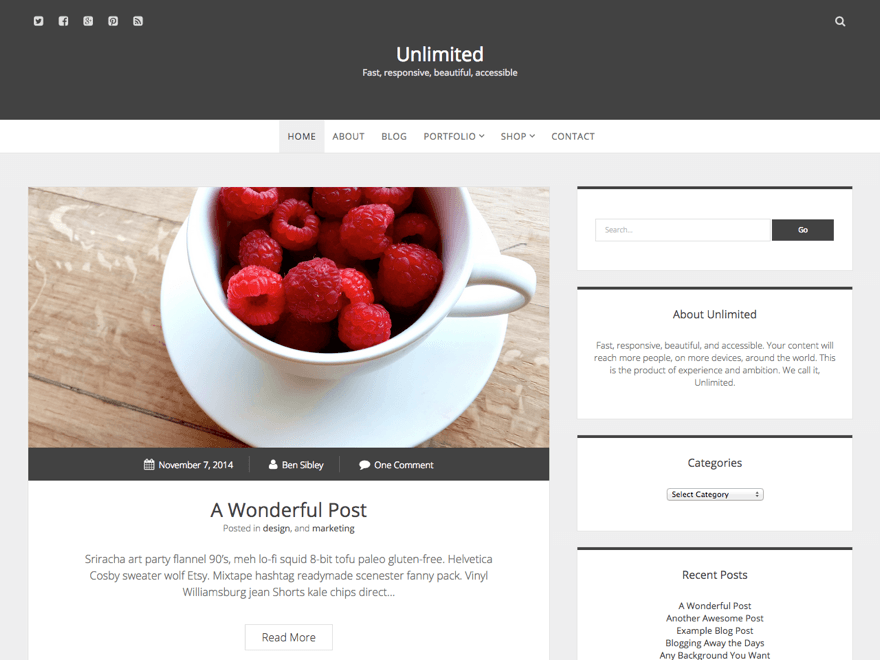 Unlimited
Fast, responsive, beautiful, accessible
HOME ABOUT BLOG PORTFOLIO SHOP CONTACT
November 7, 2014 Ben Sibley One Comment
A Wonderful Post
Posted in design, and marketing
Sriracha art party flannel 90's, meh lo-fi squid 8-bit tofu paleo gluten-free. Helvetica
Cosby sweater wolf Etsy. Mixtape hashtag readymade scenester fanny pack. Vinyl
Williamsburg jean Shorts kale chips direct...
Read More
Search... Go
About Unlimited
Fast, responsive, beautiful, and accessible. Your content will
reach more people, on more devices, around the world. This
is the product of experience and ambition. We call it,
Unlimited.
Categories
Select Category
Recent Posts
A Wonderful Post
Another Awesome Post
Example Blog Post
Blogging Away the Days
Any Background You Want